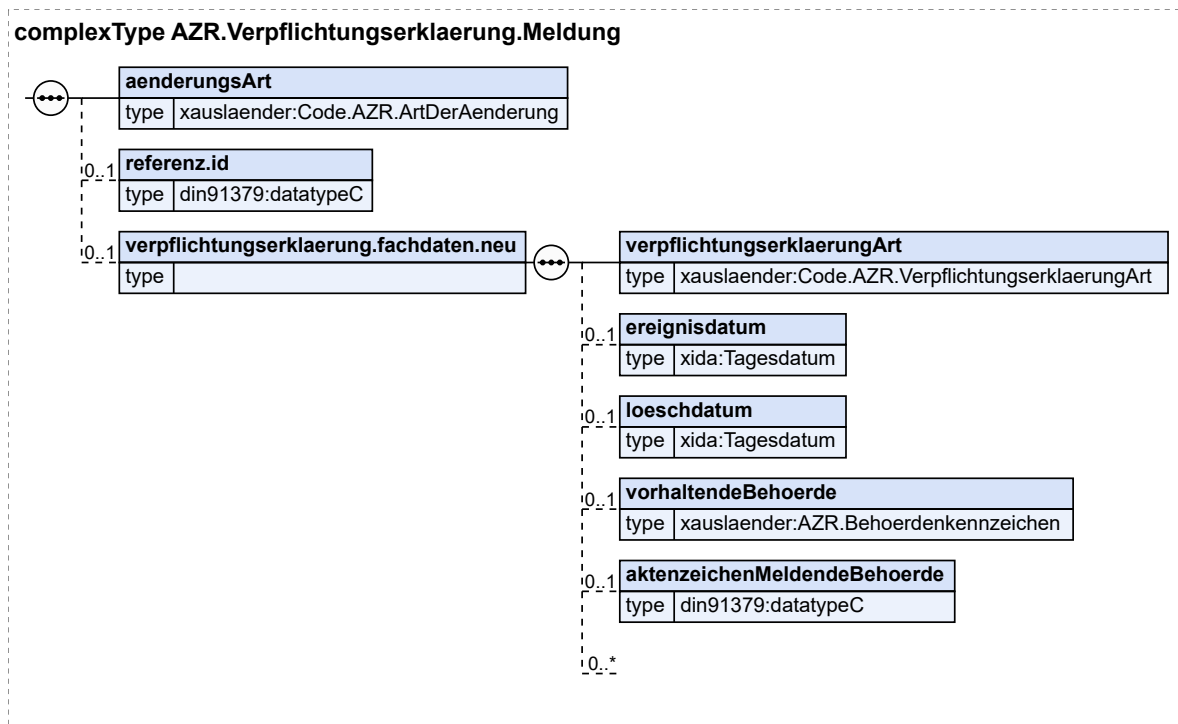 complexType AZR.Verpflichtungserklaerung.Meldung
aenderungsArt
type xauslaender:Code.AZR.ArtDerAenderung
0..1 referenz.id
type din91379:datatypeC
0..1 verpflichtungserklaerung.fachdaten.neu
type
verpflichtungserklaerungArt
type xauslaender:Code.AZR.VerpflichtungserklaerungArt
0..1 ereignisdatum
type xida:Tagesdatum
0..1 loeschdatum
type xida:Tagesdatum
0..1 vorhaltendeBehoerde
type xauslaender:AZR.Behoerdenkennzeichen
0..1 aktenzeichenMeldendeBehoerde
type din91379:datatypeC
0..*